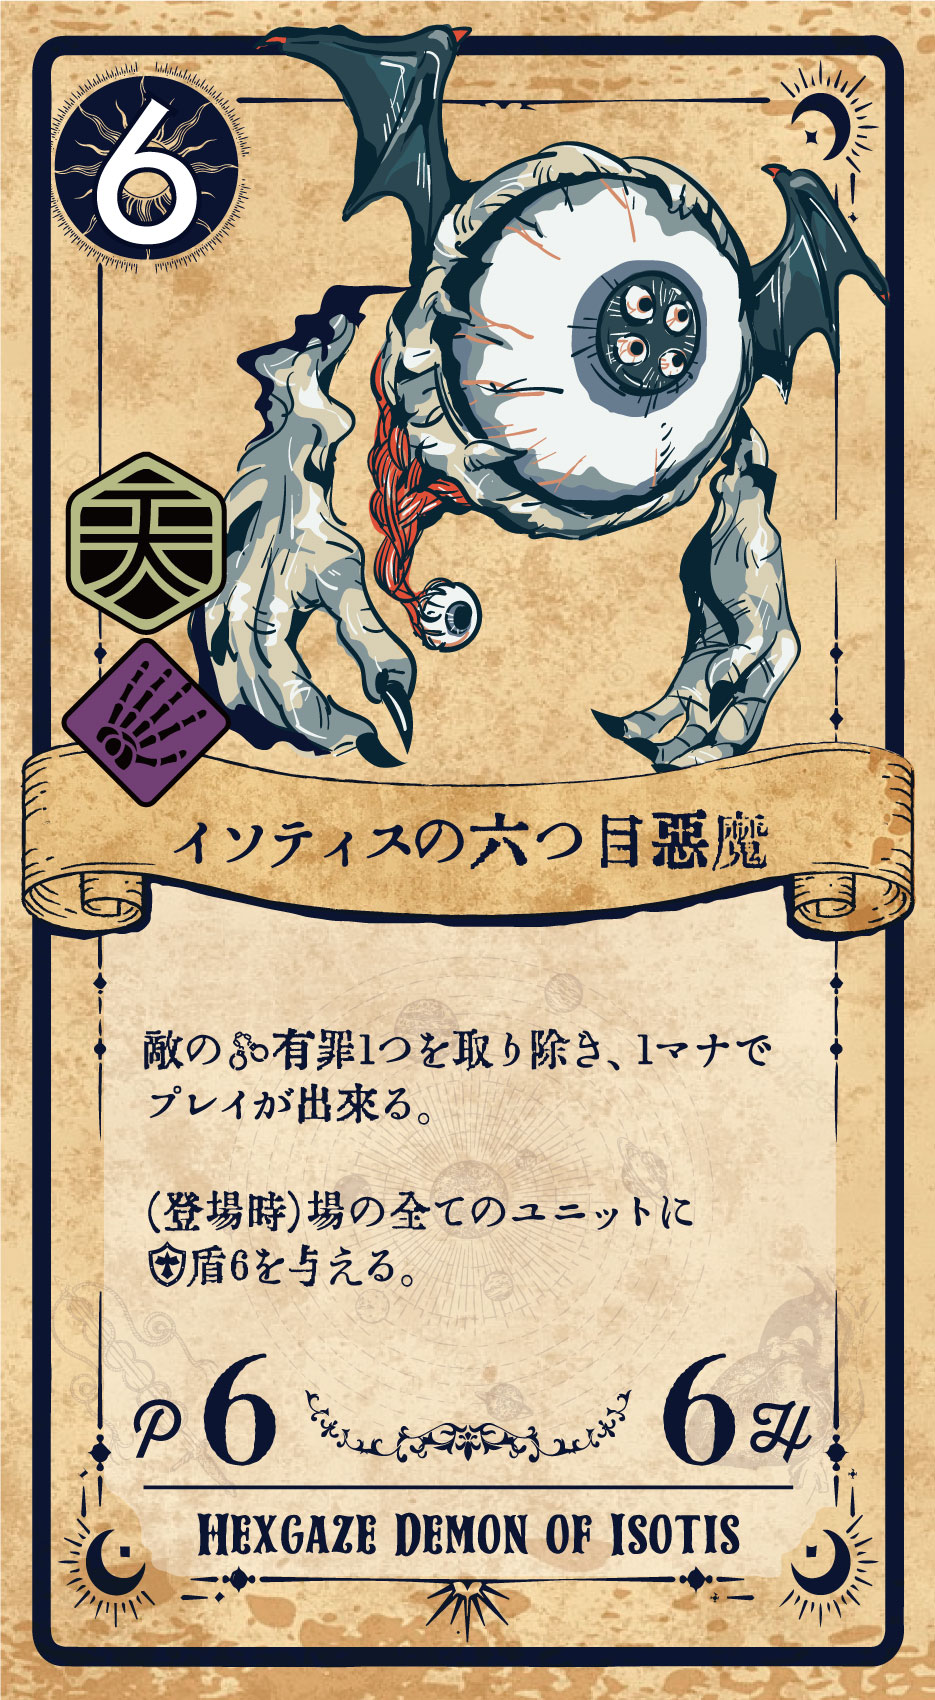 6
天
イソティスの六つ目惡魔
敵の有罪1つを取り除き、1マナで
プレイが出來る。
(登場時)場の全てのユニットに
盾6を与える。
P 6 6 H
HEXGAZE DEMON OF ISOTIS